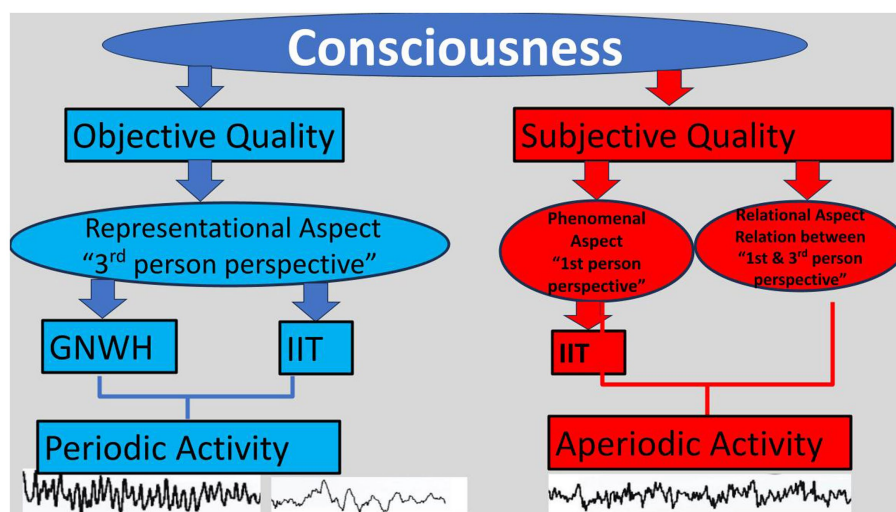 Consciousness
Objective Quality
Subjective Quality
Representational Aspect
“3rd person perspective”
Phenomenal
Aspect
“1st person
perspective”
Relational Aspect
Relation between
“1st & 3rd person
perspective”
GNWH
IIT
IIT
Periodic Activity
Aperiodic Activity